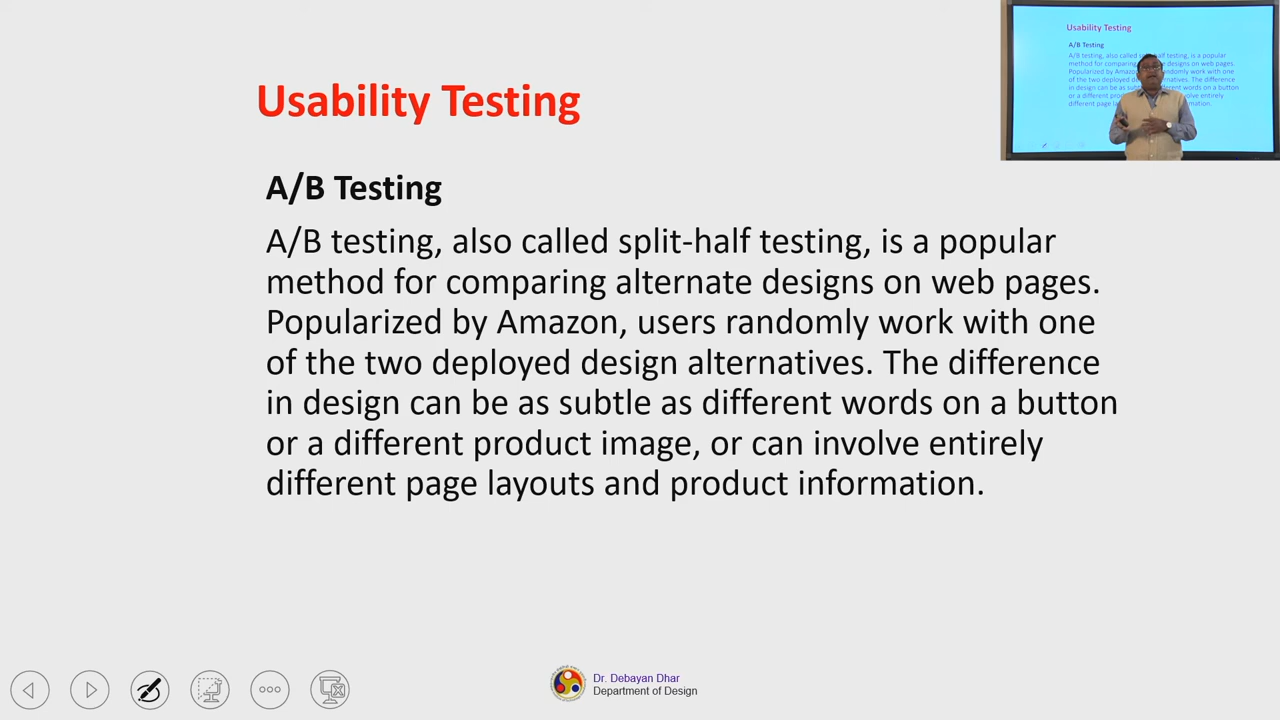 Usability Testing
A/B Testing
A/B testing, also called split-half testing, is a popular
method for comparing alternate designs on web pages.
Popularized by Amazon, users randomly work with one
of the two deployed design alternatives. The difference
in design can be as subtle as different words on a button
or a different product image, or can involve entirely
different page layouts and product information.
Usability Testing
A/B Testing
Dr. Debayan Dhar
Department of Design